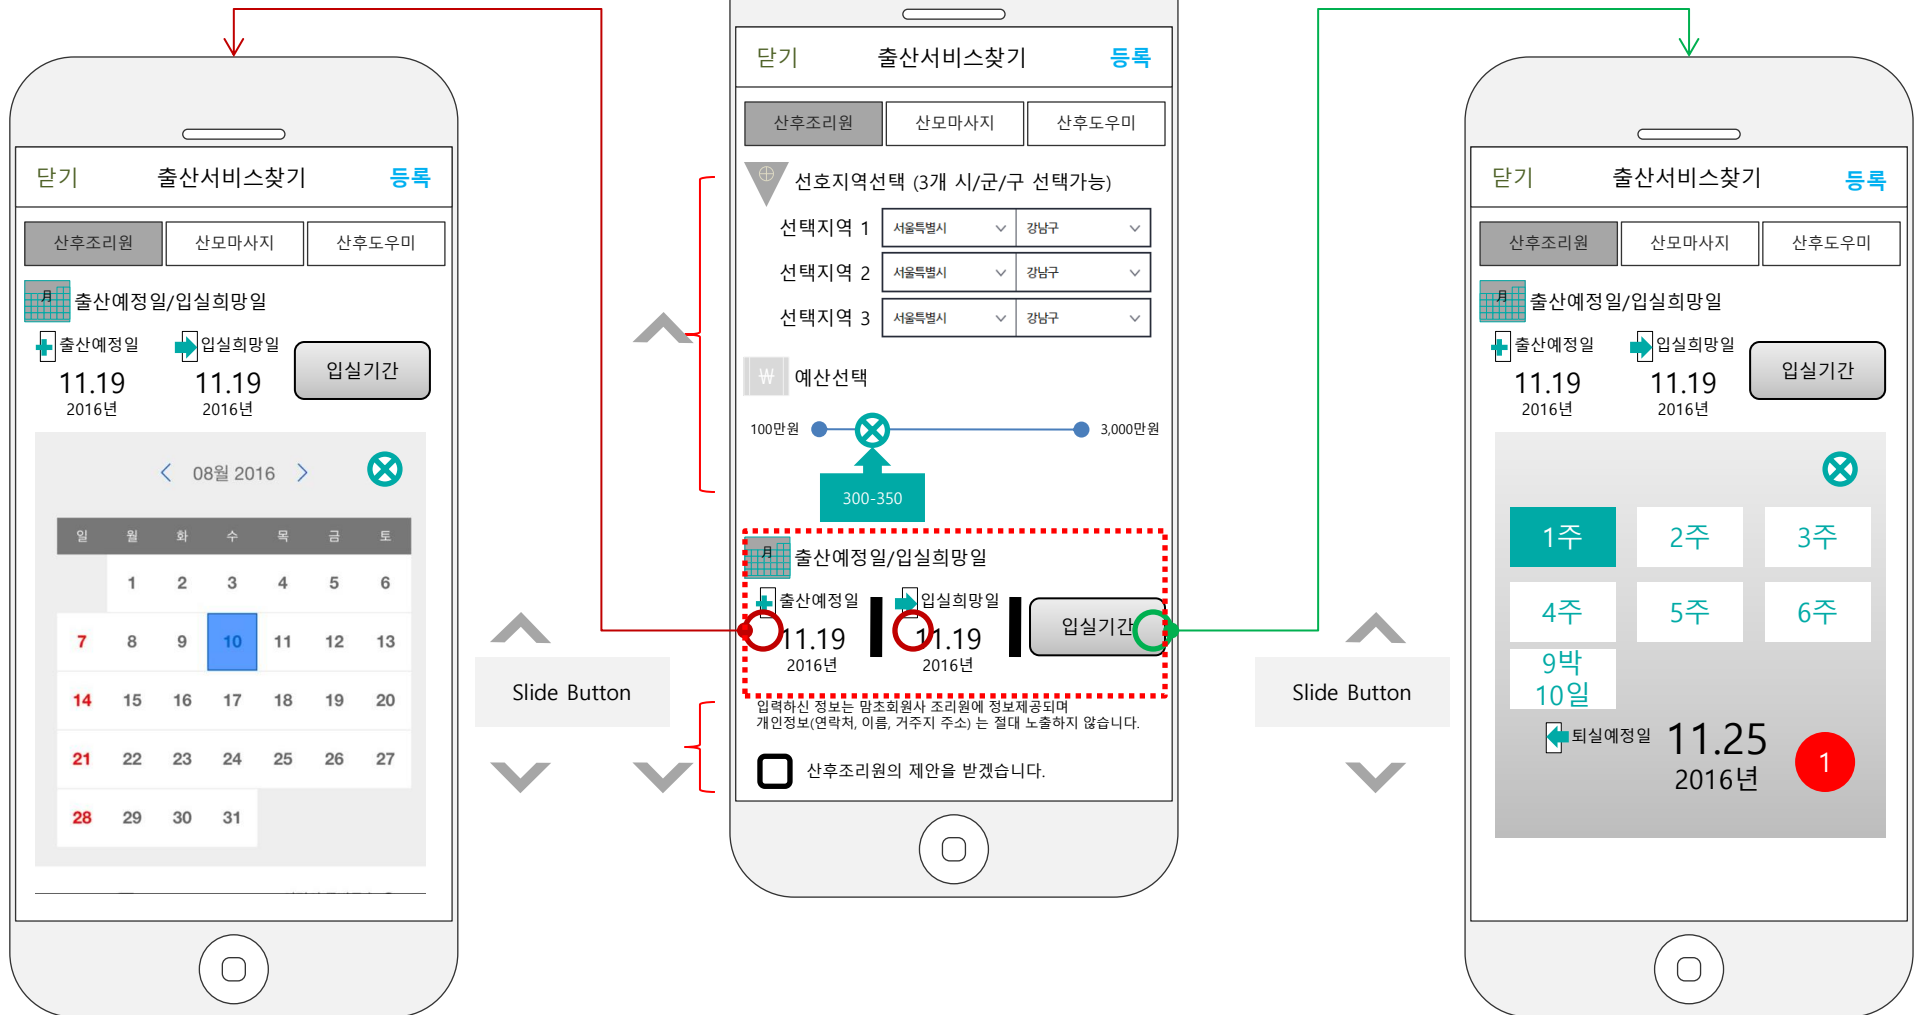 닫기 출산서비스찾기 등록
산후조리원 산모마사지 산후도우미
月 출산예정일/입실희망일
출산예정일 입실희망일 입실기간
11.19 11.19
2016년 2016년
08월 2016
일 월 화 수 목 금 토
1 2 3 4 5 6
7 8 9 10 11 12 13
14 15 16 17 18 19 20
21 22 23 24 25 26 27
28 29 30 31
Slide Button
닫기 출산서비스찾기 등록
산후조리원 산모마사지 산후도우미
선호지역선택 (3개 시/군/구 선택가능)
선택지역 1 서울특별시 강남구
선택지역 2 서울특별시 강남구
선택지역 3 서울특별시 강남구
₩ 예산선택
100만원 3,000만원
300-350
月 출산예정일/입실희망일
출산예정일 입실희망일 입실기간
11.19 11.19
2016년 2016년
입력하신 정보는 맘초회원사 조리원에 정보제공되며
개인정보(연락처, 이름, 거주지 주소) 는 절대 노출하지 않습니다.
산후조리원의 제안을 받겠습니다.
Slide Button
닫기 출산서비스찾기 등록
산후조리원 산모마사지 산후도우미
月 출산예정일/입실희망일
출산예정일 입실희망일 입실기간
11.19 11.19
2016년 2016년
1주 2주 3주
4주 5주 6주
9박
10일
퇴실예정일 11.25
2016년
1